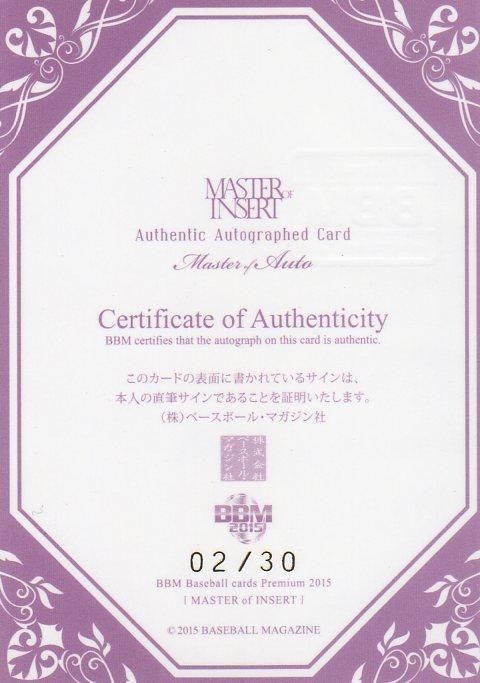 MASTER OF
INSERT
Authentic Autographed Card
Master of Auto
Certificate of Authenticity
BBM certifies that the autograph on this card is authentic.
このカードの表面に書かれているサインは、
本人の直筆サインであることを証明いたします。
(株)ベースボール・マガジン社
株式会社
ベースボール・
マガジン社
BBM
2015
02/30
BBM Baseball cards Premium 2015
[ MASTER of INSERT ]
© 2015 BASEBALL MAGAZINE